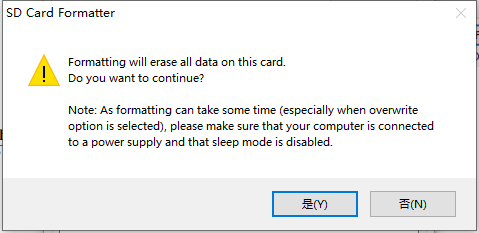 SD Card Formatter
Formatting will erase all data on this card.
Do you want to continue?
Note: As formatting can take some time (especially when overwrite
option is selected), please make sure that your computer is connected
to a power supply and that sleep mode is disabled.
是(Y)
否(N)